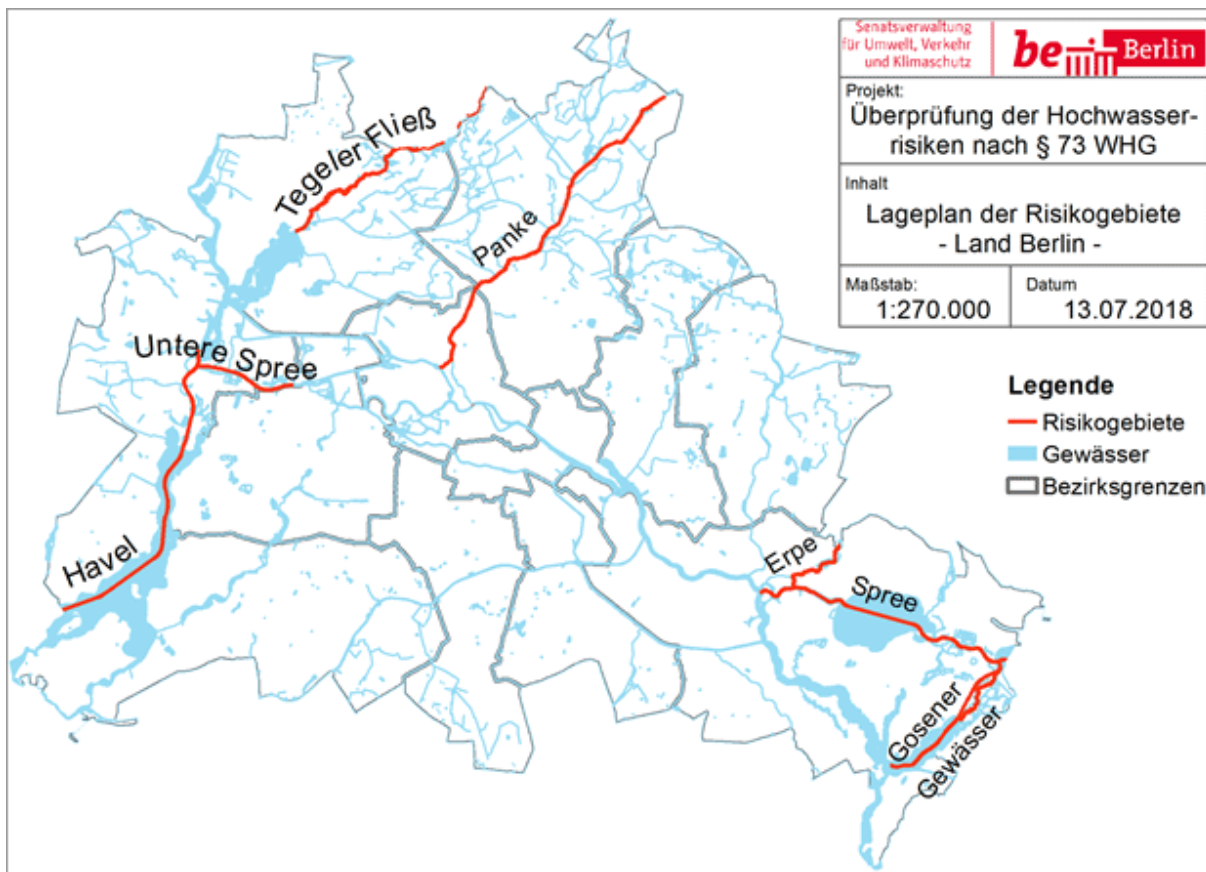 Senatsverwaltung
für Umwelt, Verkehr
und Klimaschutz
be Berlin
Projekt:
Überprüfung der Hochwasser-
risiken nach § 73 WHG
Inhalt
Lageplan der Risikogebiete
- Land Berlin -
Maßstab:
1:270.000
Datum
13.07.2018
Legende
Risikogebiete
Gewässer
Bezirksgrenzen
Tegeler Fließ
Panke
Untere Spree
Havel
Erpe
Spree
Gosener
Gewässer